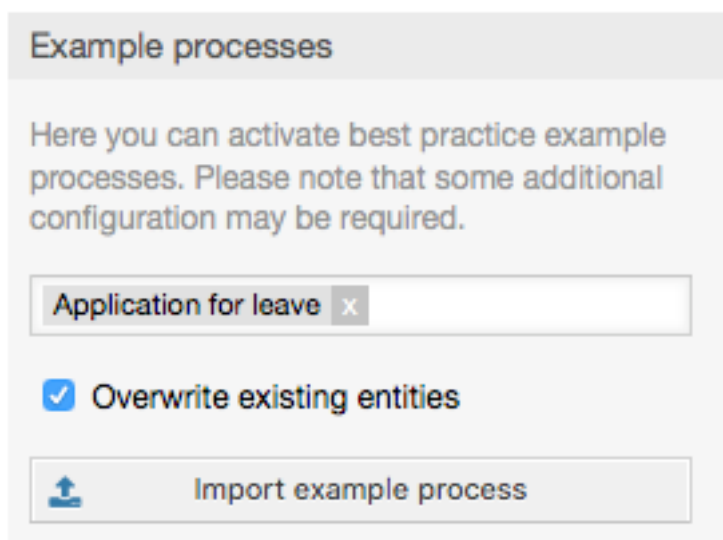 Example processes
Here you can activate best practice example
processes. Please note that some additional
configuration may be required.
Application for leave x
Overwrite existing entities
Import example process